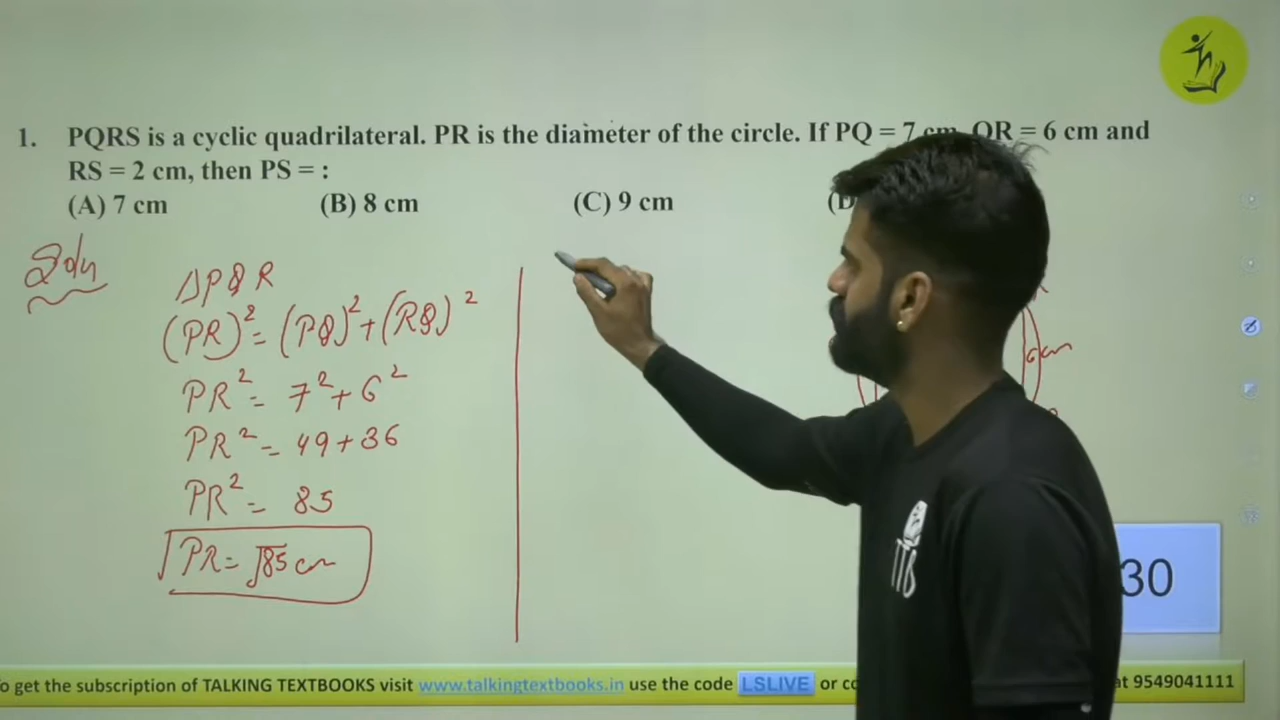 1. PQRS is a cyclic quadrilateral. PR is the diameter of the circle. If PQ = 7 cm, QR = 6 cm and
RS = 2 cm, then PS = :
(A) 7 cm (B) 8 cm (C) 9 cm (D
Soln
ΔPQR
(PR)² = (PQ)² + (RQ)²
PR² = 7² + 6²
PR² = 49 + 36
PR² = 85
PR = √85 cm
6cm
ITB
30
o get the subscription of TALKING TEXTBOOKS visit www.talkingtextbooks.in use the code LSLIVE or co at 9549041111